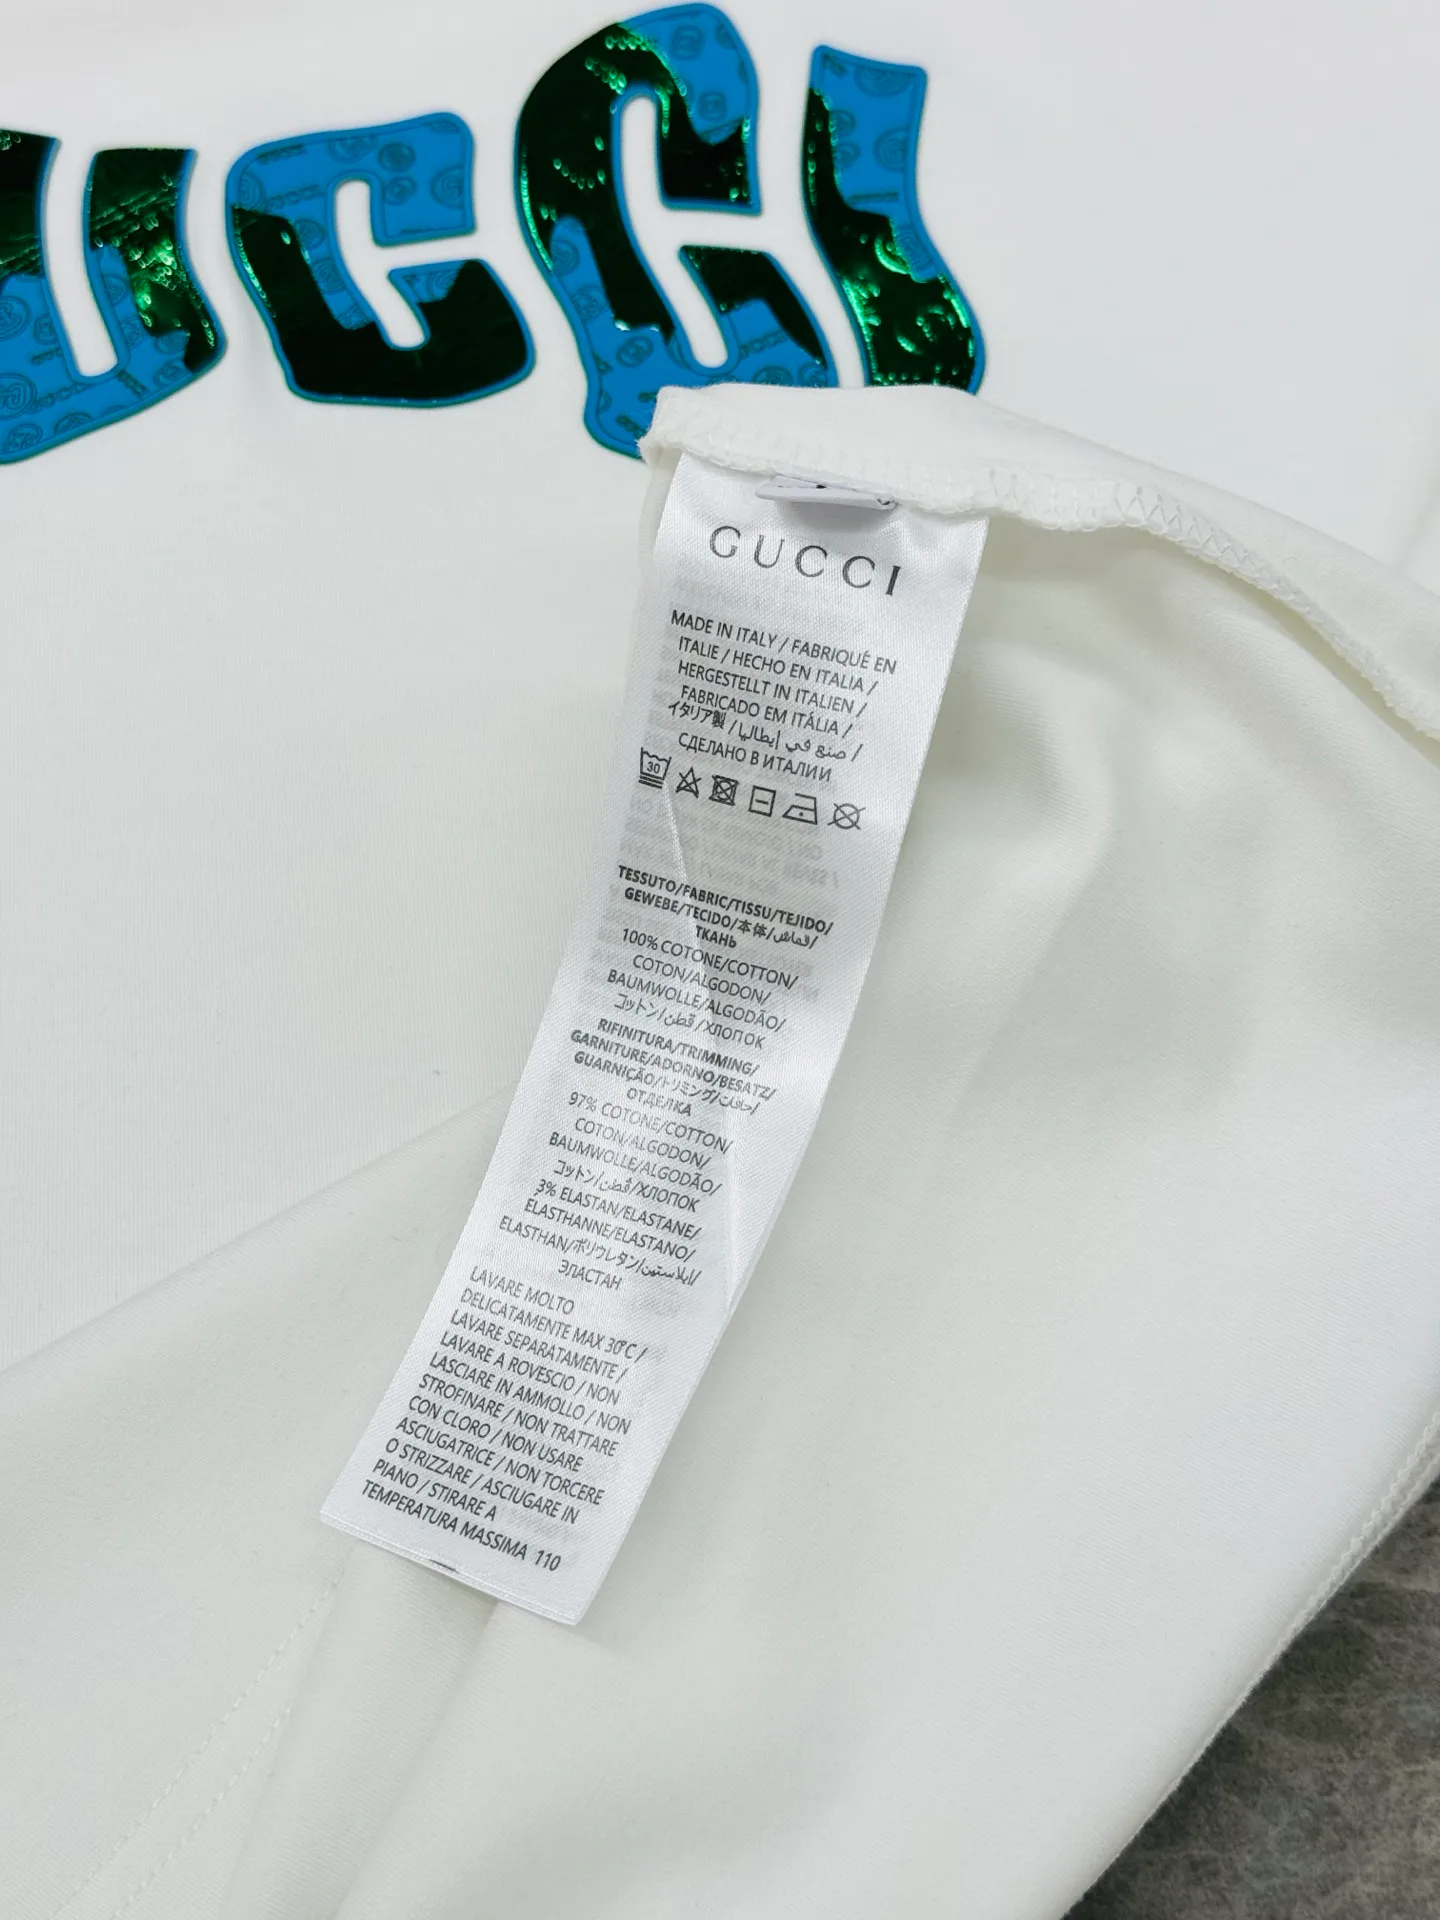 UCCI
GUCCI
MADE IN ITALY / FABRIQUÉ EN
ITALIE / HECHO EN ITALIA /
HERGESTELLT IN ITALIEN /
FABRICADO EM ITÁLIA /
イタリア製 / صنع في إيطاليا /
СДЕЛАНО В ИТАЛИИ
30
TESSUTO/FABRIC/TISSU/TEJIDO/
GEWEBE/TECIDO/本体/قماش/
ТКАНЬ
100% COTONE/COTTON/
COTON/ALGODON/
BAUMWOLLE/ALGODÃO/
コットン/قطن/ХЛОПОК
RIFINITURA/TRIMMING/
GARNITURE/ADORNO/BESATZ/
GUARNIÇÃO/トリミング/حافات/
ОТДЕЛКА
97% COTONE/COTTON/
COTON/ALGODON/
BAUMWOLLE/ALGODÃO/
コットン/قطن/ХЛОПОК
3% ELASTAN/ELASTANE/
ELASTHANNE/ELASTANO/
ELASTHAN/ポリウレタン/إيلاستين/
ЭЛАСТАН
LAVARE MOLTO
DELICATAMENTE MAX 30°C /
LAVARE SEPARATAMENTE /
LAVARE A ROVESCIO / NON
LASCIARE IN AMMOLLO / NON
STROFINARE / NON TRATTARE
CON CLORO / NON USARE
ASCIUGATRICE / NON TORCERE
O STRIZZARE / ASCIUGARE IN
PIANO / STIRARE A
TEMPERATURA MASSIMA 110